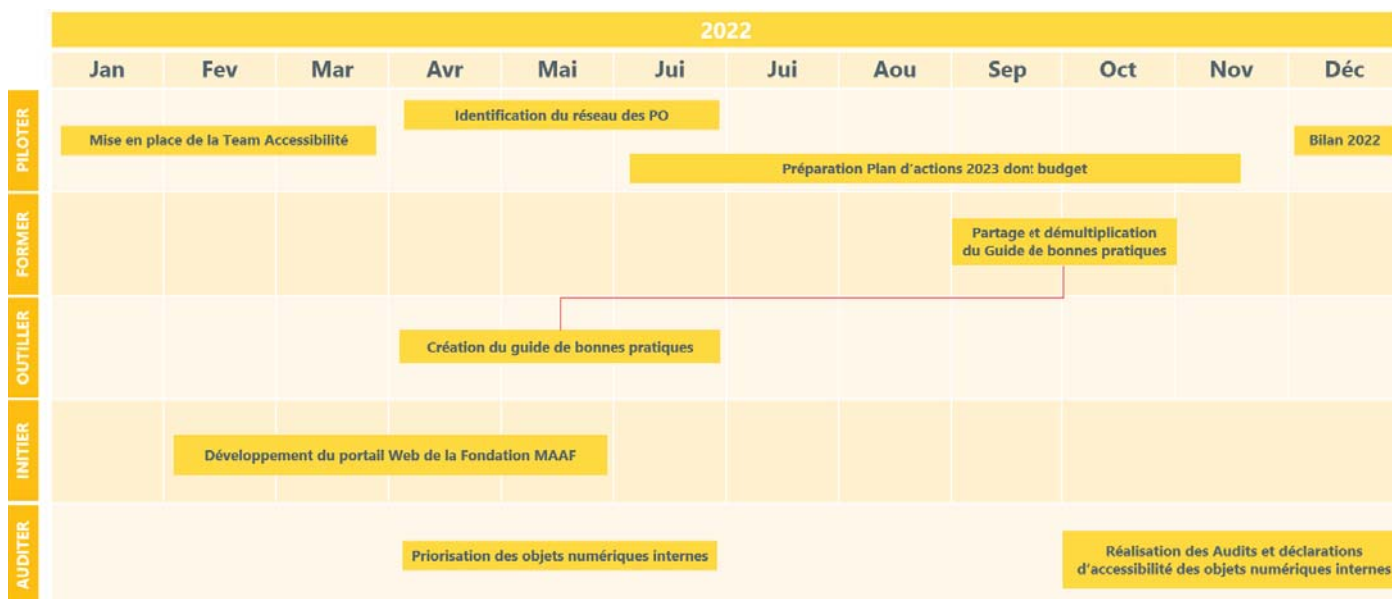 2022
Jan Fev Mar Avr Mai Jui Jui Aou Sep Oct Nov Déc
PILOTER
Identification du réseau des PO
Mise en place de la Team Accessibilité
Bilan 2022
Préparation Plan d'actions 2023 dont budget
FORMER
Partage et démultiplication
du Guide de bonnes pratiques
OUTILLER
Création du guide de bonnes pratiques
INITIER
Développement du portail Web de la Fondation MAAF
AUDITER
Priorisation des objets numériques internes
Réalisation des Audits et déclarations
d'accessibilité des objets numériques internes